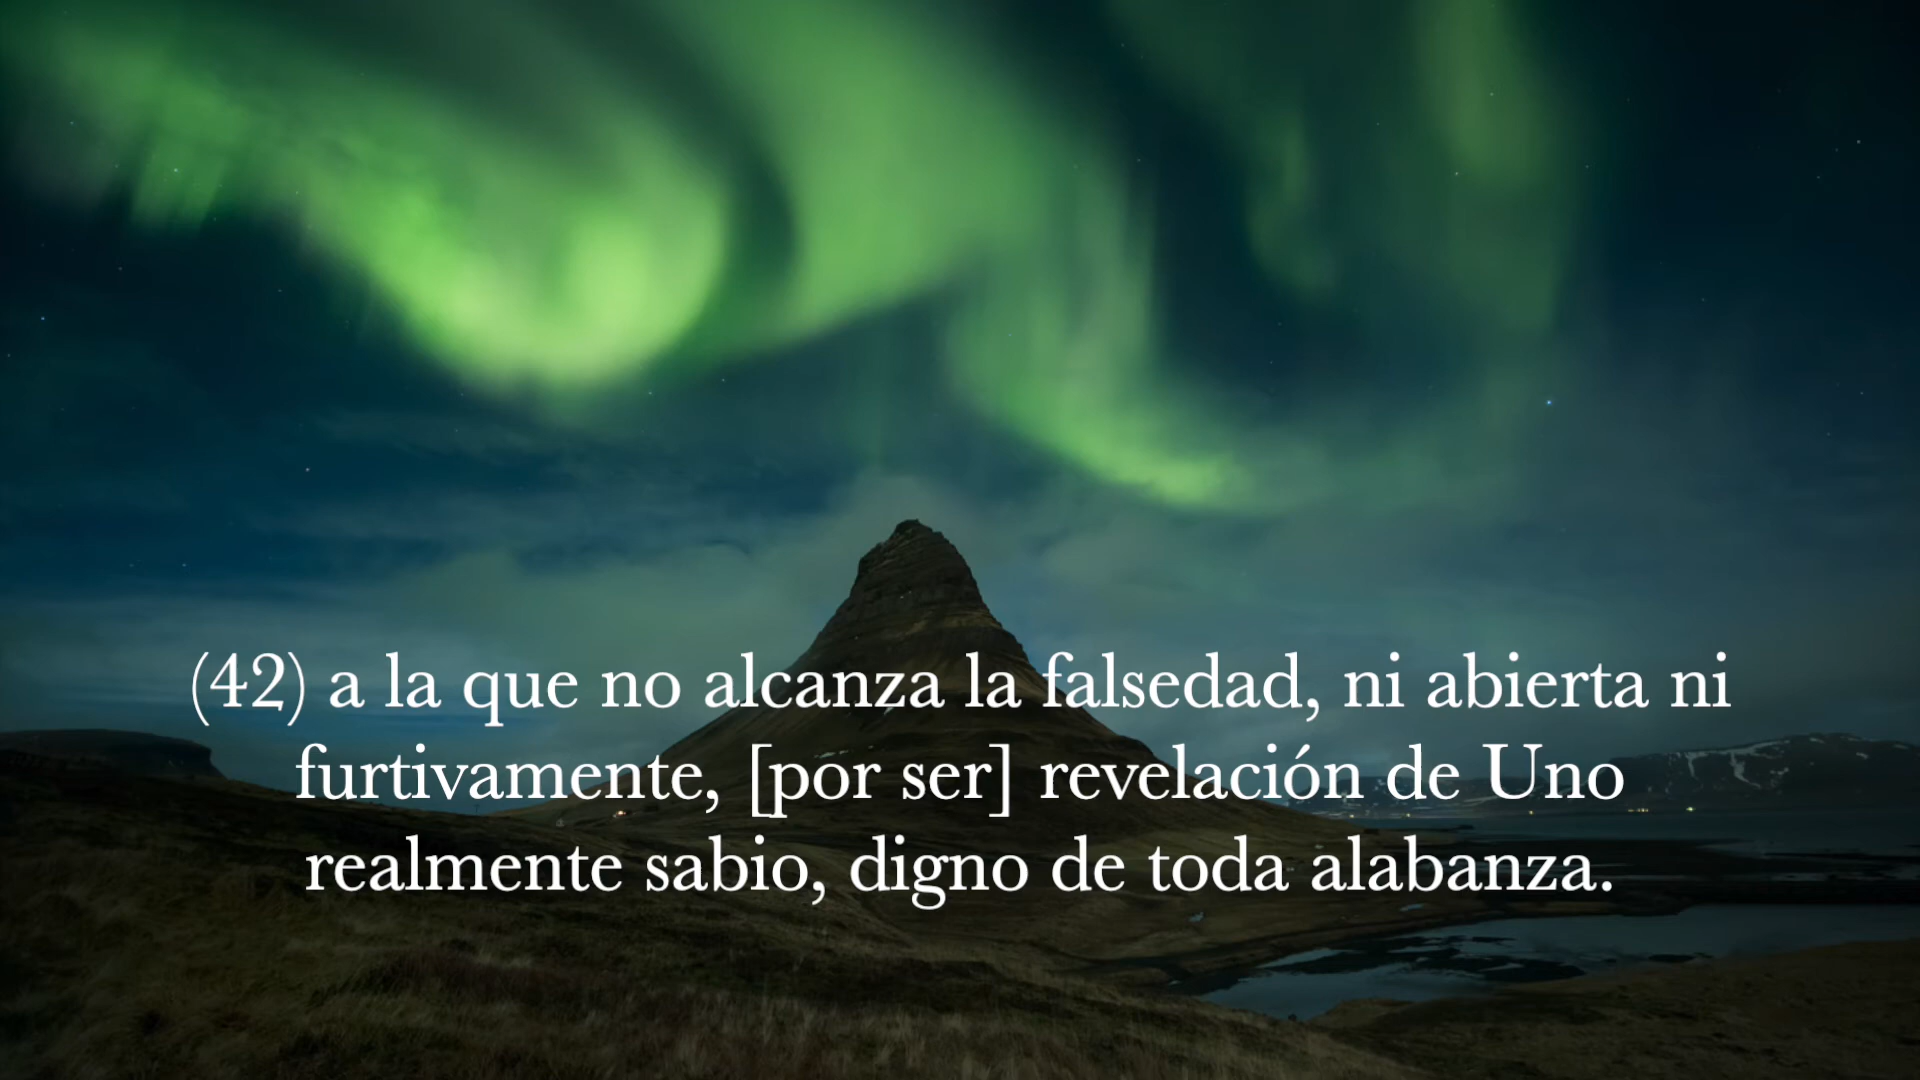 (42) a la que no alcanza la falsedad, ni abierta ni
furtivamente, [por ser] revelación de Uno
realmente sabio, digno de toda alabanza.